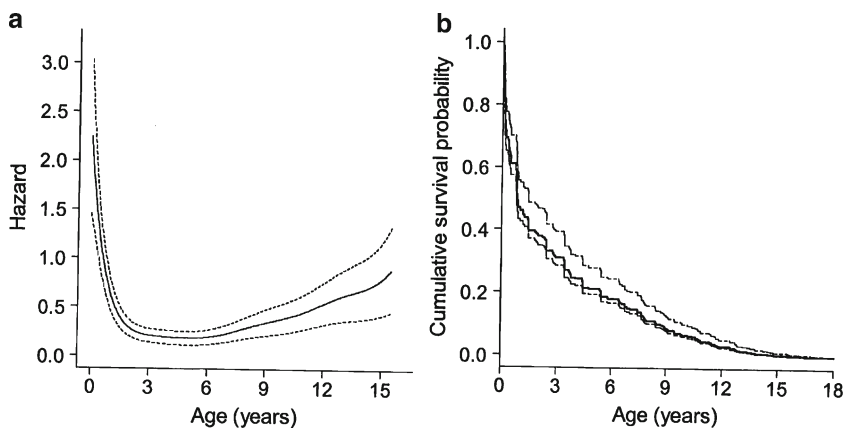 a
3.0
2.5
2.0
1.5
1.0
0.5
0.0
Hazard
0 3 6 9 12 15
Age (years)
b
1.0
0.8
0.6
0.4
0.2
0.0
Cumulative survival probability
0 3 6 9 12 15 18
Age (years)